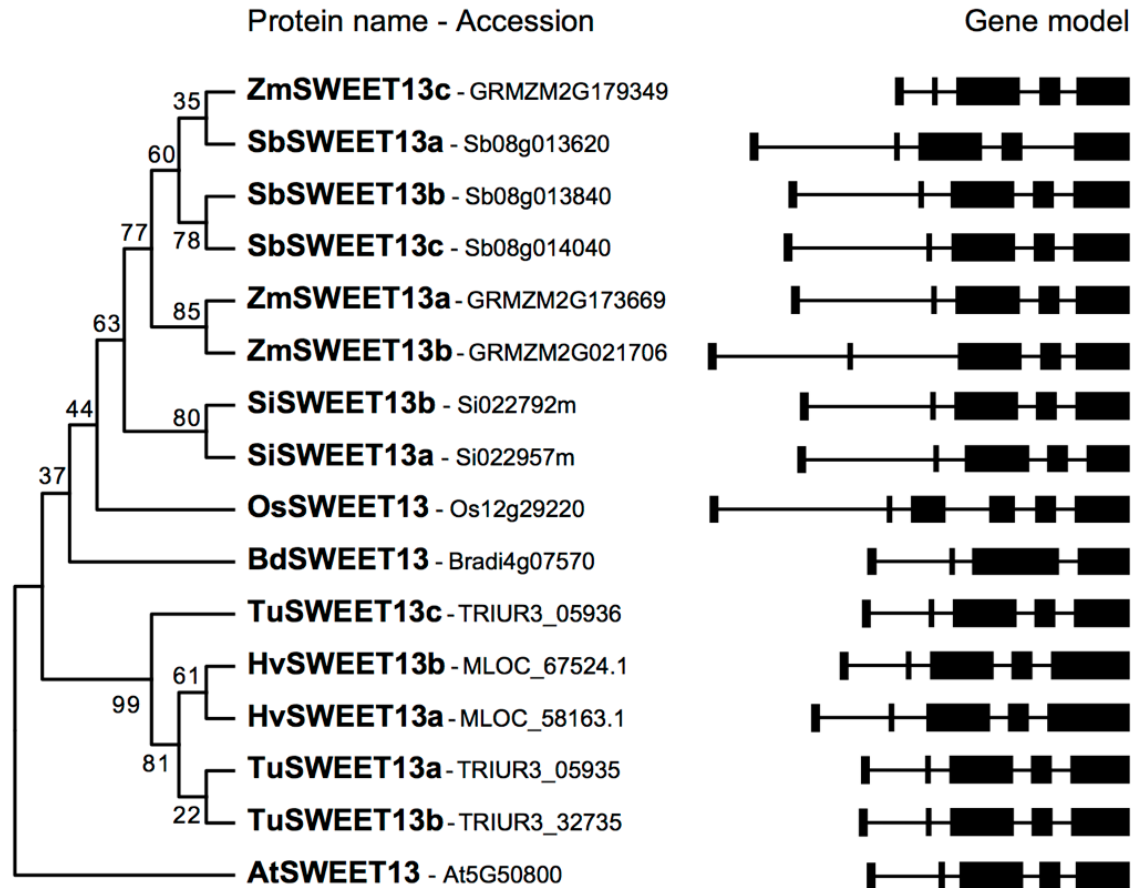 Protein name - Accession Gene model
35 ZmSWEET13c - GRMZM2G179349
60 SbSWEET13a - Sb08g013620
SbSWEET13b - Sb08g013840
77 78 SbSWEET13c - Sb08g014040
85 ZmSWEET13a - GRMZM2G173669
63 ZmSWEET13b - GRMZM2G021706
44 80 SiSWEET13b - Si022792m
SiSWEET13a - Si022957m
37 OsSWEET13 - Os12g29220
BdSWEET13 - Bradi4g07570
TuSWEET13c - TRIUR3_05936
61 HvSWEET13b - MLOC_67524.1
99 HvSWEET13a - MLOC_58163.1
81 TuSWEET13a - TRIUR3_05935
22 TuSWEET13b - TRIUR3_32735
AtSWEET13 - At5G50800